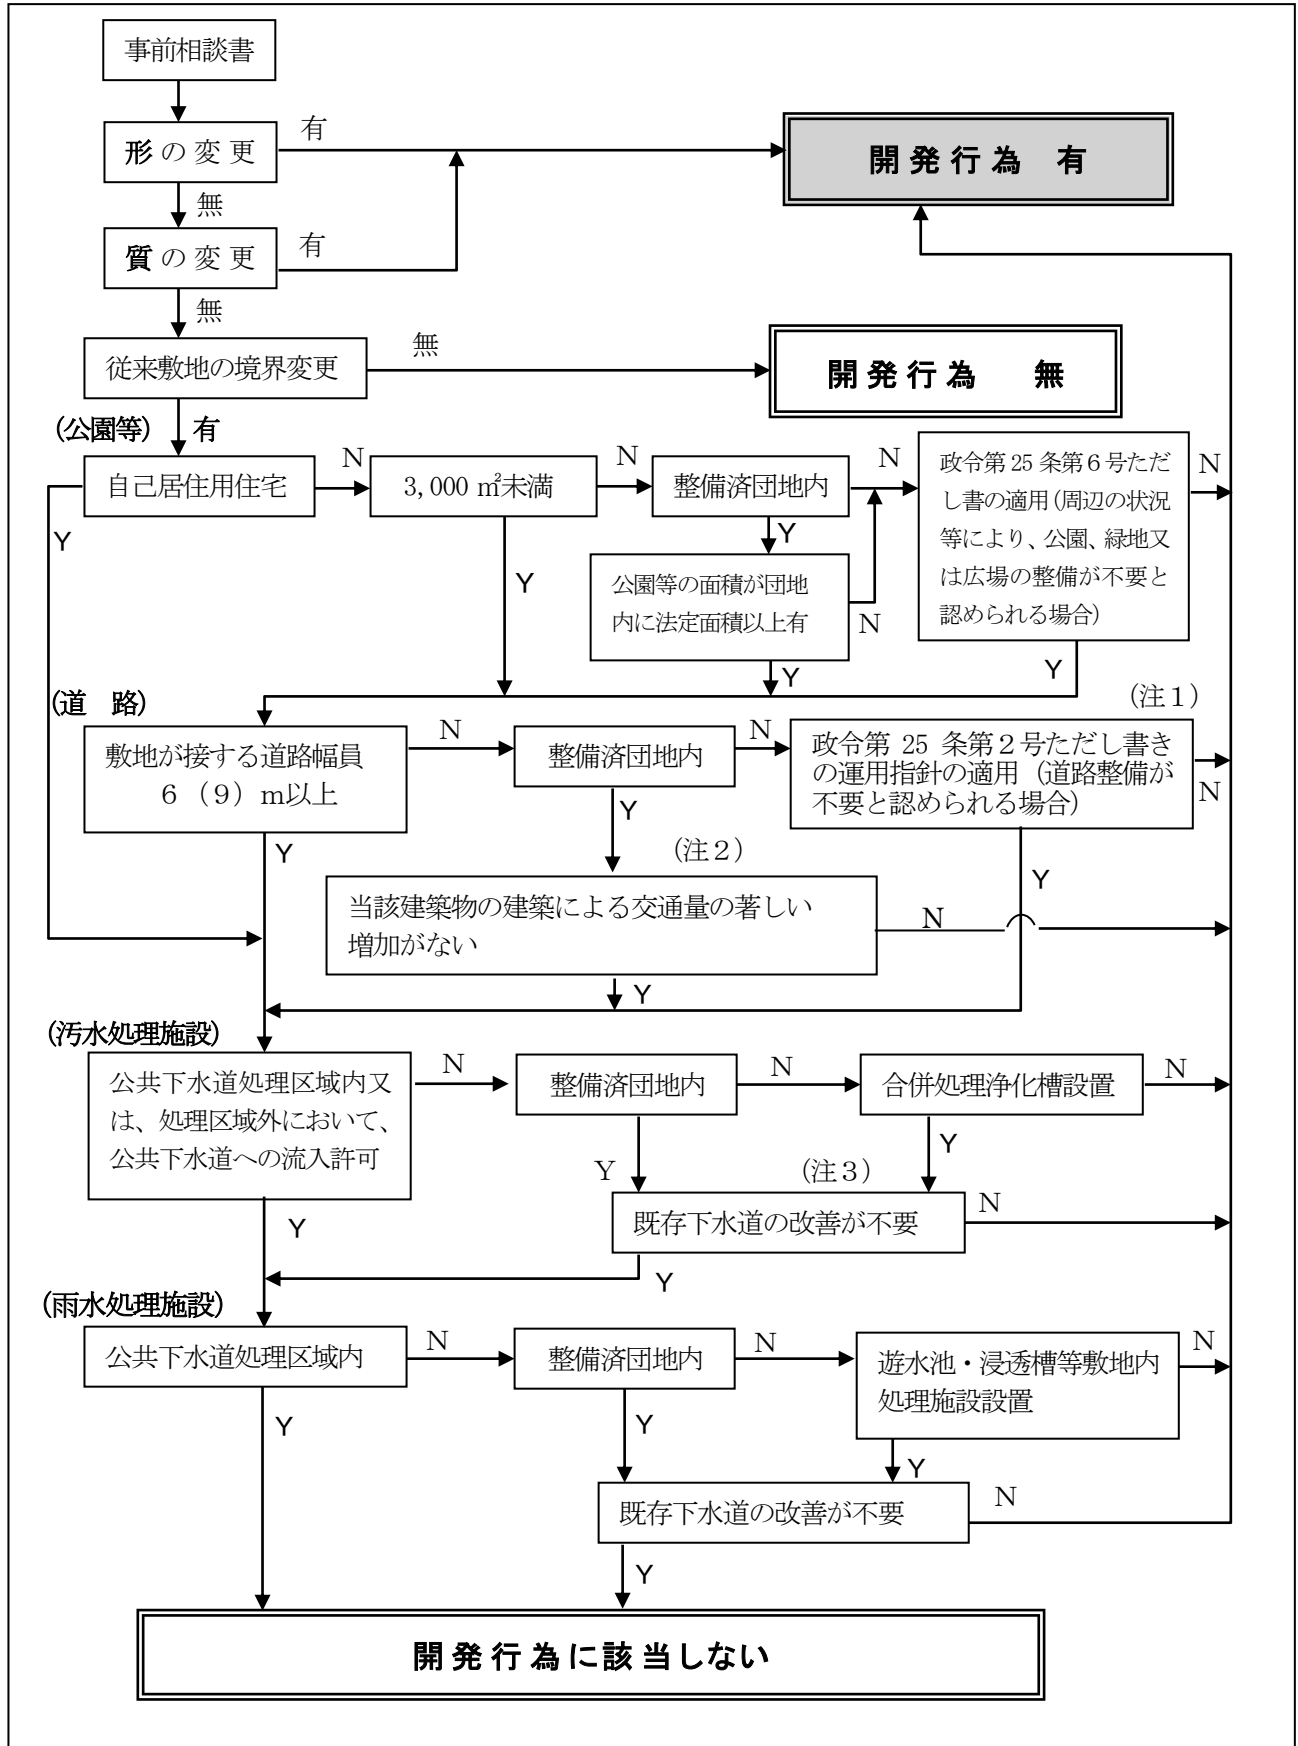 事前相談書
形の変更
有
開発行為　有
無
質の変更
有
無
従来敷地の境界変更
無
開発行為　無
(公園等)
有
自己居住用住宅
N
3,000 ㎡未満
N
整備済団地内
N
政令第 25 条第６号ただ
し書の適用(周辺の状況
等により、公園、緑地又
は広場の整備が不要と
認められる場合)
N
Y
Y
Y
公園等の面積が団地
内に法定面積以上有
N
Y
Y
(道　路)
(注１)
敷地が接する道路幅員
６（９）m以上
N
整備済団地内
N
政令第 25 条第２号ただし書き
の運用指針の適用（道路整備が
不要と認められる場合）
N
Y
Y
(注２)
Y
当該建築物の建築による交通量の著しい
増加がない
N
Y
(汚水処理施設)
公共下水道処理区域内又
は、処理区域外において、
公共下水道への流入許可
N
整備済団地内
N
合併処理浄化槽設置
N
Y
Y
(注３)
既存下水道の改善が不要
N
Y
Y
(雨水処理施設)
公共下水道処理区域内
N
整備済団地内
N
遊水池・浸透槽等敷地内
処理施設設置
N
Y
Y
Y
既存下水道の改善が不要
N
Y
開発行為に該当しない